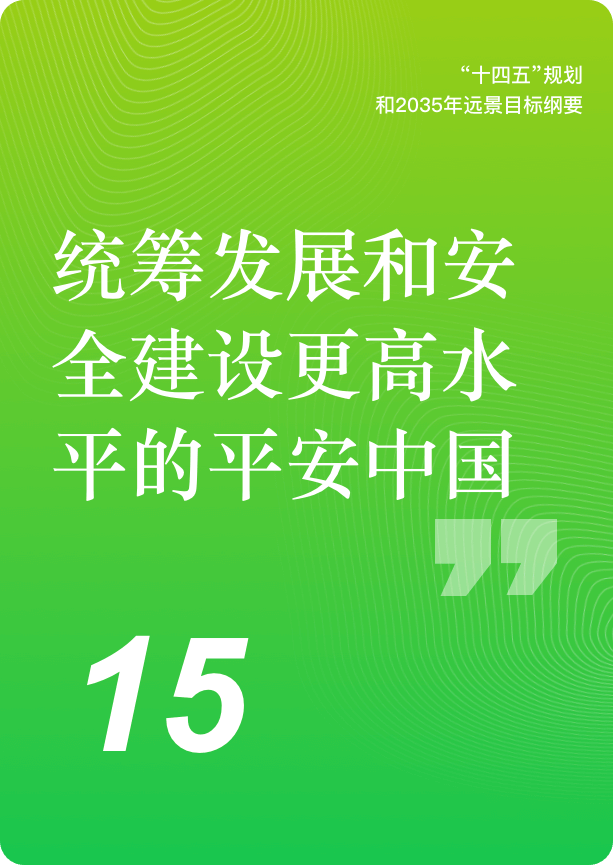 “十四五”规划
和2035年远景目标纲要
统筹发展和安
全建设更高水
平的平安中国
”
15